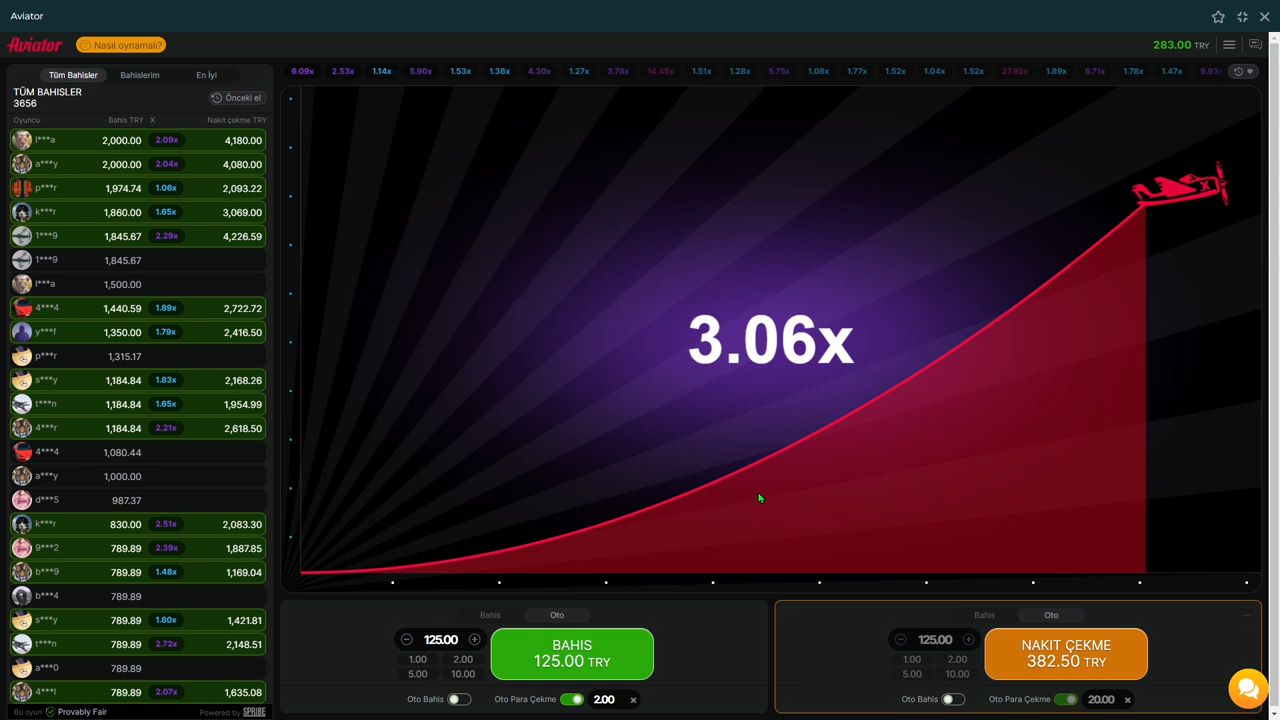 Aviator
Aviator
Nasıl oynamalı?
283.00 TRY
Tüm Bahisler Bahislerim En İyi
TÜM BAHISLER
3656
Önceki el
Oyuncu Bahis TRY X Nakit çekme TRY
l***a 2,000.00 2.09x 4,180.00
a***y 2,000.00 2.04x 4,080.00
p***r 1,974.74 1.06x 2,093.22
k***r 1,860.00 1.65x 3,069.00
1***9 1,845.67 2.29x 4,226.59
1***9 1,845.67
l***a 1,500.00
4***4 1,440.59 1.89x 2,722.72
y***f 1,350.00 1.79x 2,416.50
p***r 1,315.17
s***y 1,184.84 1.83x 2,168.26
t***n 1,184.84 1.65x 1,954.99
4***r 1,184.84 2.21x 2,618.50
4***4 1,080.44
a***y 1,000.00
d***5 987.37
k***r 830.00 2.51x 2,083.30
9***2 789.89 2.39x 1,887.85
b***9 789.89 1.48x 1,169.04
b***4 789.89
s***y 789.89 1.80x 1,421.81
t***n 789.89 2.72x 2,148.51
a***0 789.89
4***l 789.89 2.07x 1,635.08
Bu oyun Provably Fair Powered by SPRIBE
6.09x 2.53x 1.14x 5.90x 1.53x 1.36x 4.30x 1.27x 3.78x 14.45x 1.51x 1.28x 5.75x 1.08x 1.77x 1.52x 1.04x 1.52x 27.92x 1.89x 6.71x 1.78x 1.47x 9.93x
3.06x
Bahis Oto
125.00
1.00 2.00
5.00 10.00
BAHIS
125.00 TRY
Oto Bahis Oto Para Çekme 2.00 x
Bahis Oto
125.00
1.00 2.00
5.00 10.00
NAKIT ÇEKME
382.50 TRY
Oto Bahis Oto Para Çekme 20.00 x